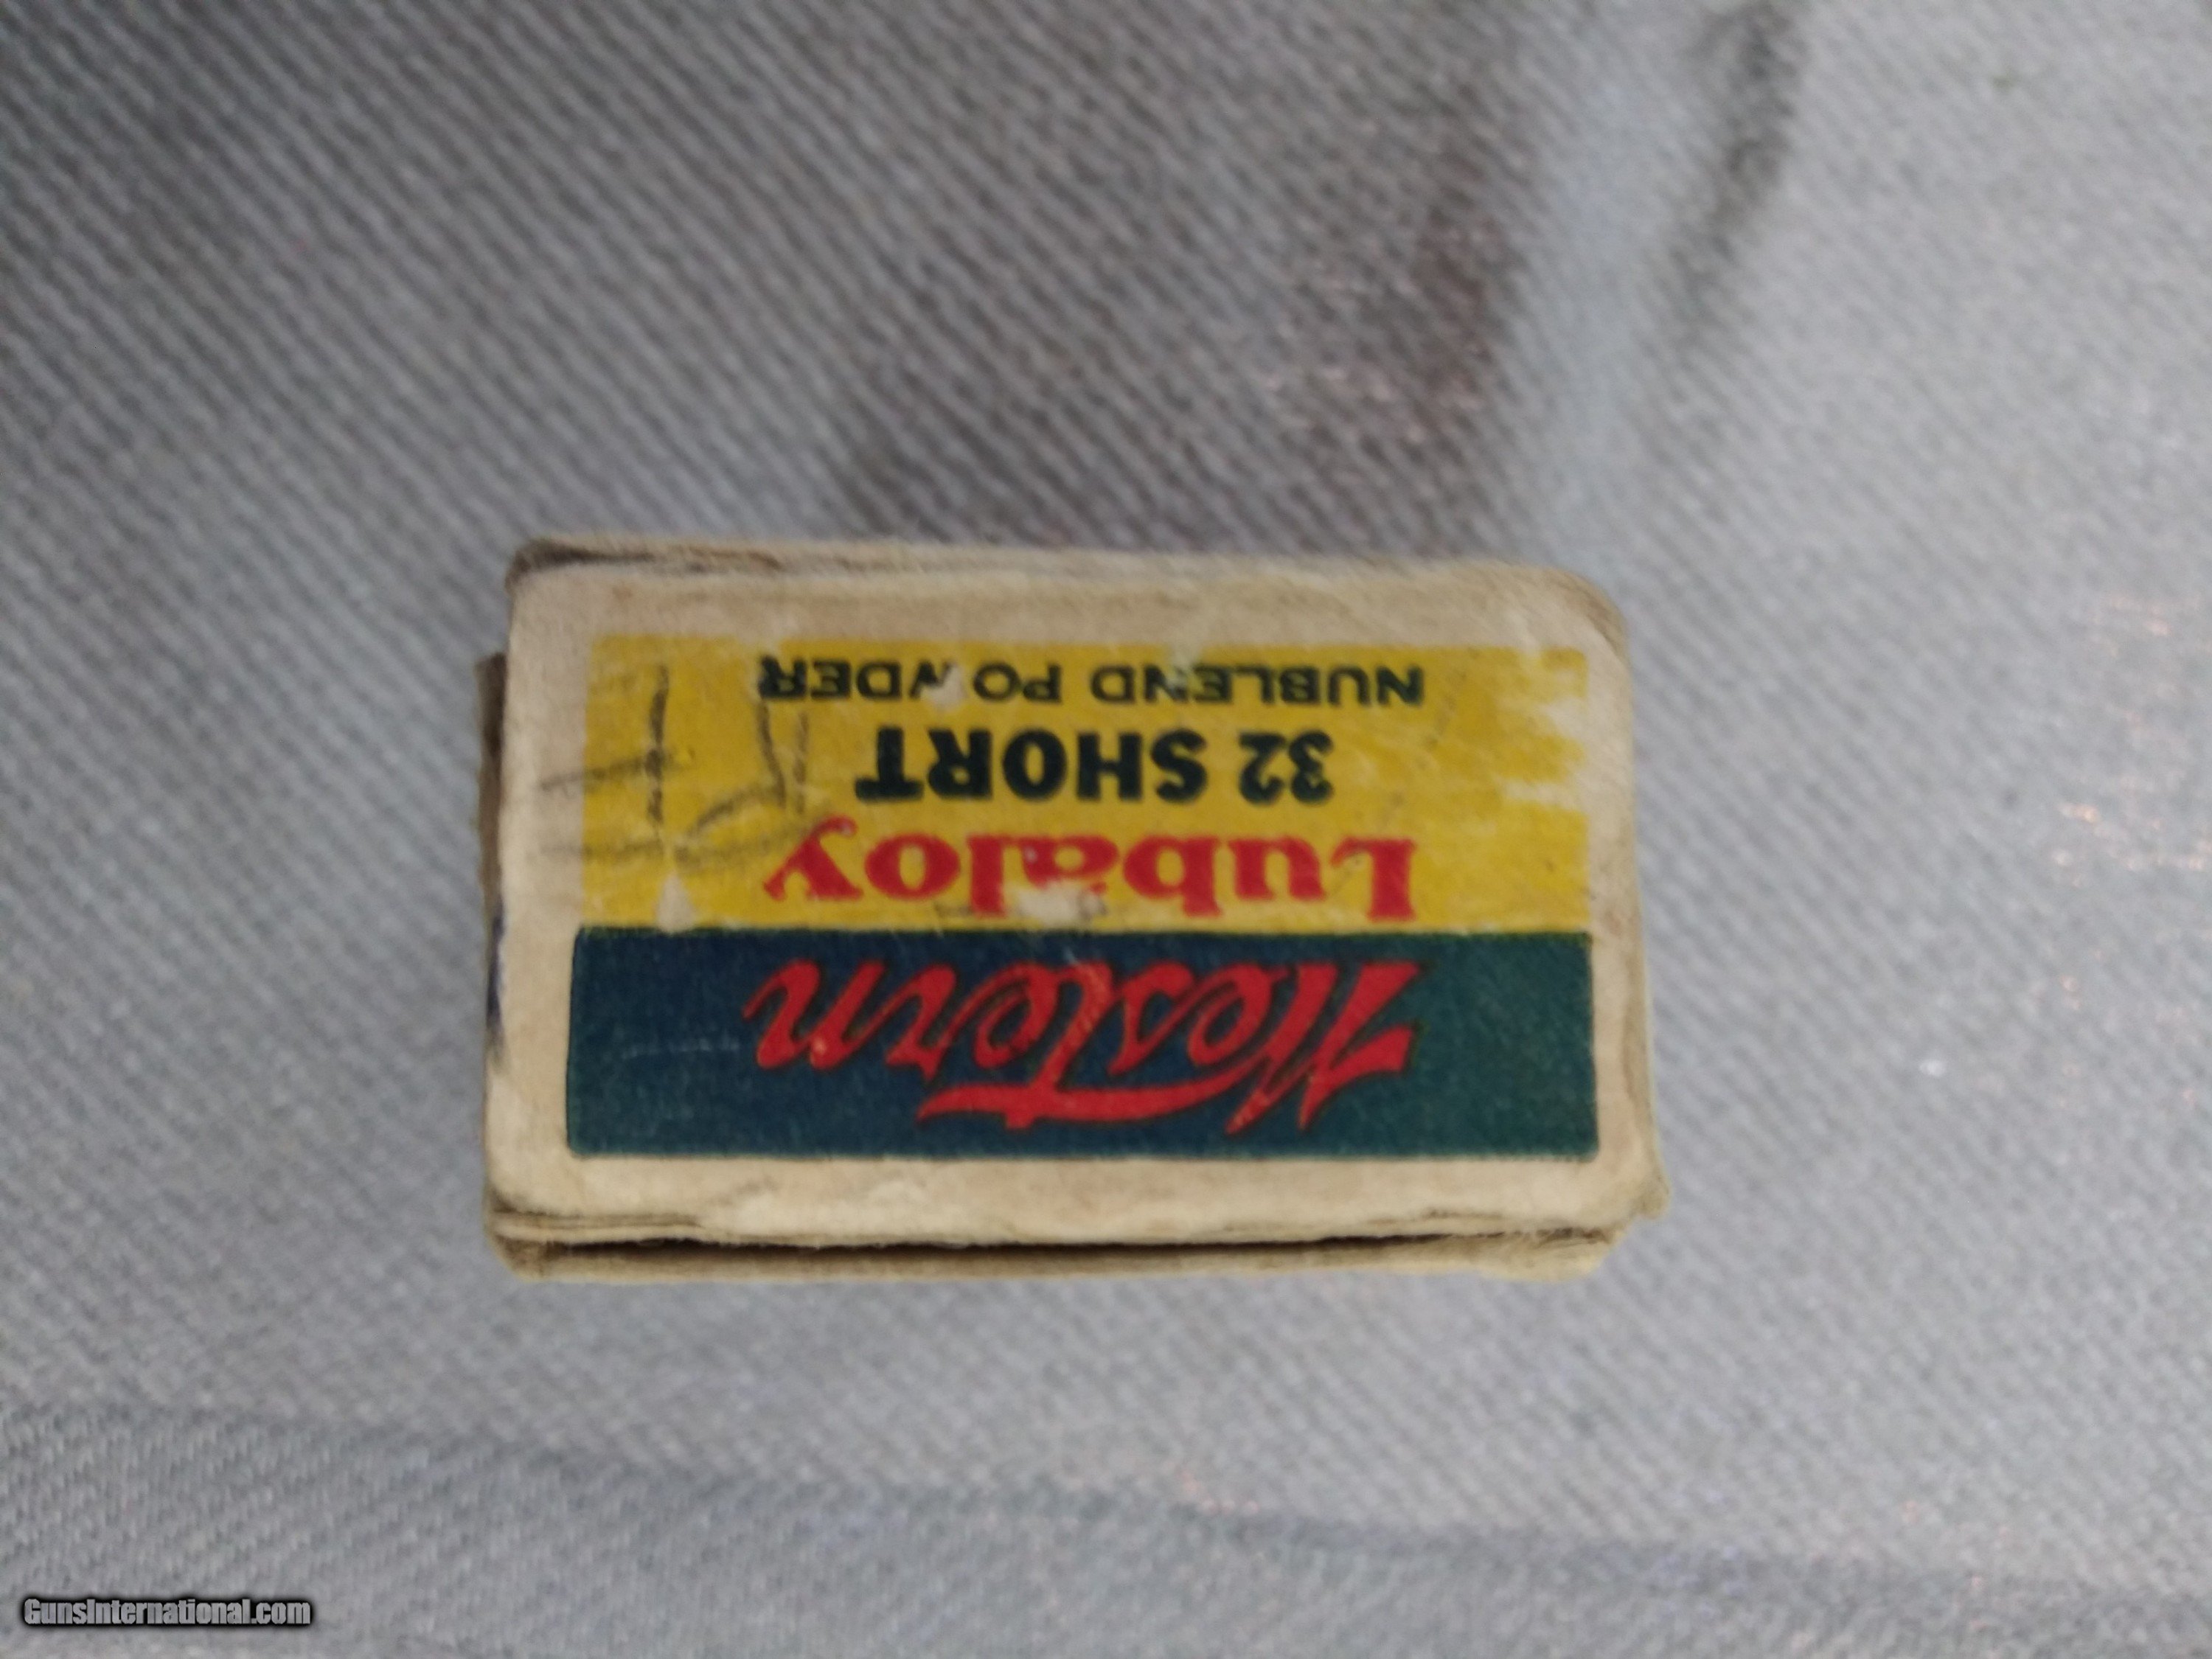 Western
Lubaloy
32 SHORT
NUBLEND POWDER
GunsInternational.com